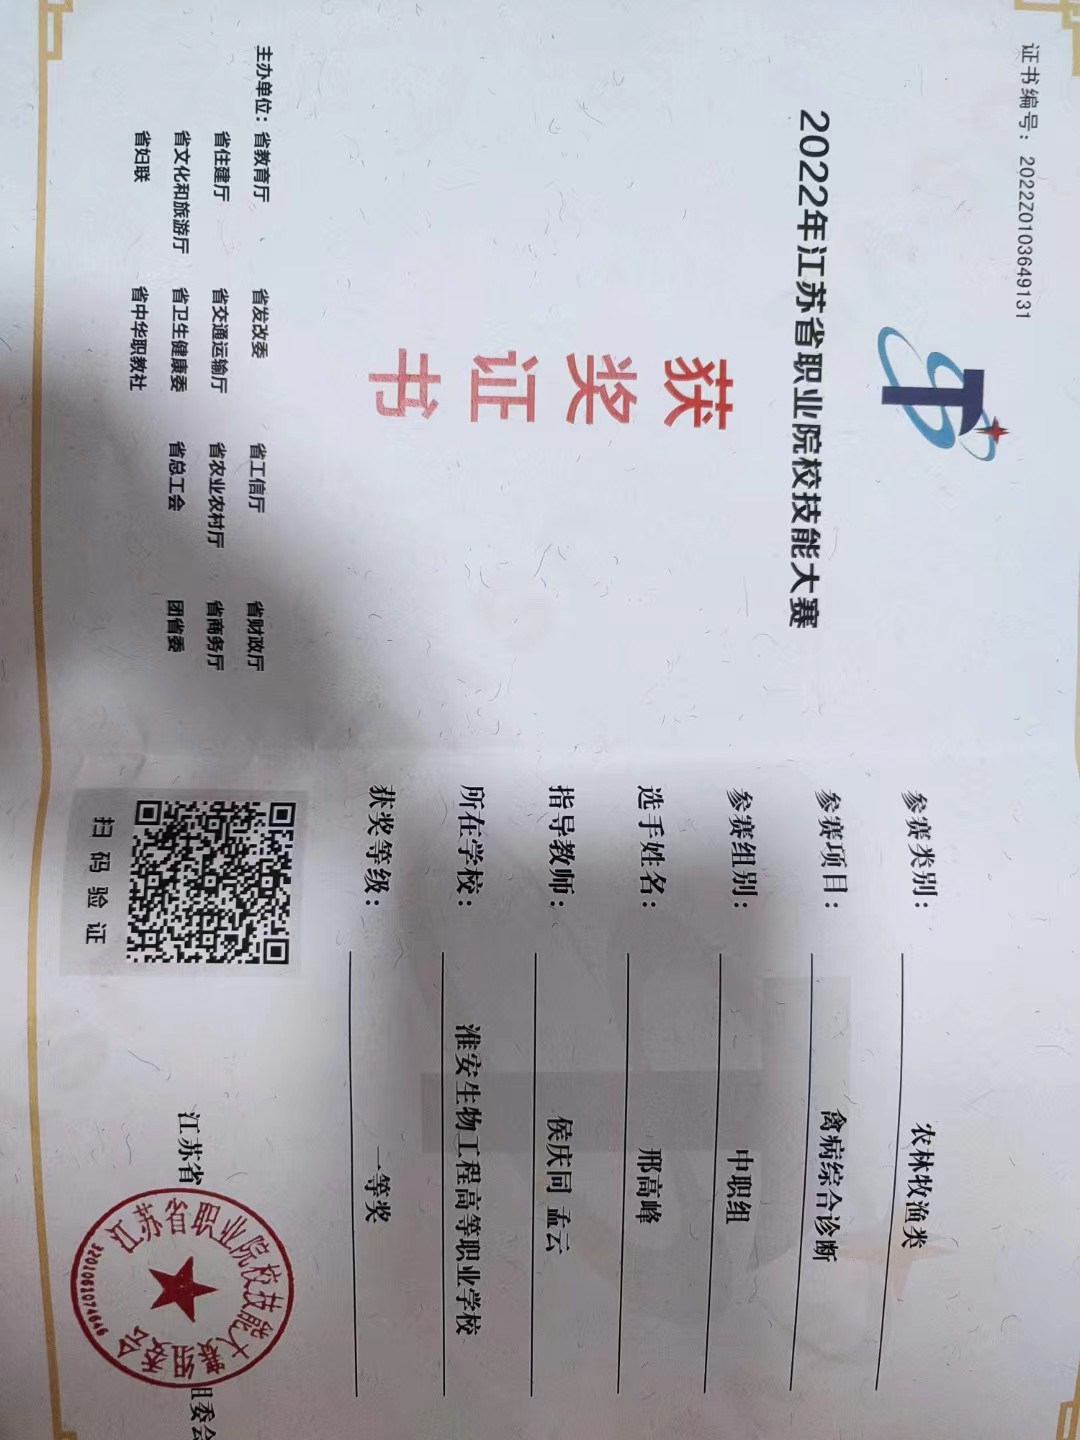 证书编号：2022Z0103649131
2022年江苏省职业院校技能大赛
获奖证书
主办单位：省教育厅 省发改委 省工信厅 省财政厅
省住建厅 省交通运输厅 省农业农村厅 省商务厅
省文化和旅游厅 省卫生健康委 省总工会 团省委
省妇联 省中华职教社
参赛类别：农林牧渔类
参赛项目：禽病综合诊断
参赛组别：中职组
选手姓名：邢高峰
指导教师：侯庆同 孟云
所在学校：淮安生物工程高等职业学校
获奖等级：
等奖
扫码验证
江苏省
组委会
江苏省职业院校技能大赛组委会